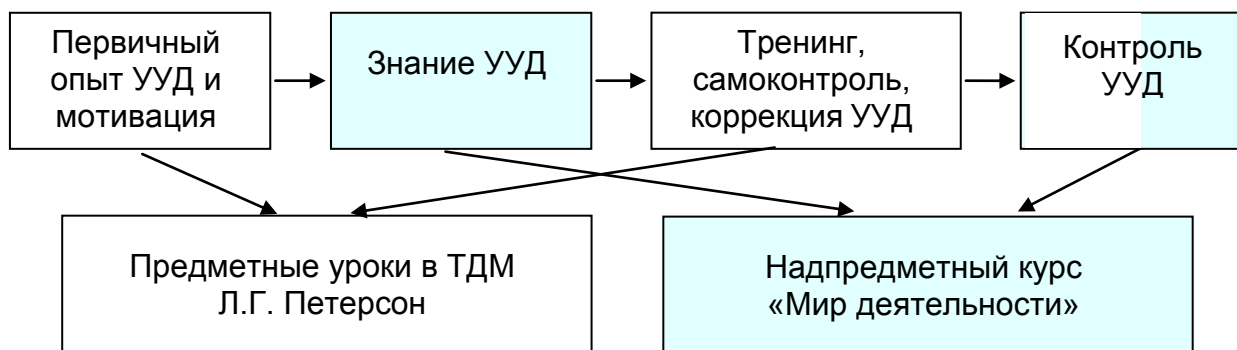 Первичный
опыт УУД и
мотивация
Знание УУД
Тренинг,
самоконтроль,
коррекция УУД
Контроль
УУД
Предметные уроки в ТДМ
Л.Г. Петерсон
Надпредметный курс
«Мир деятельности»